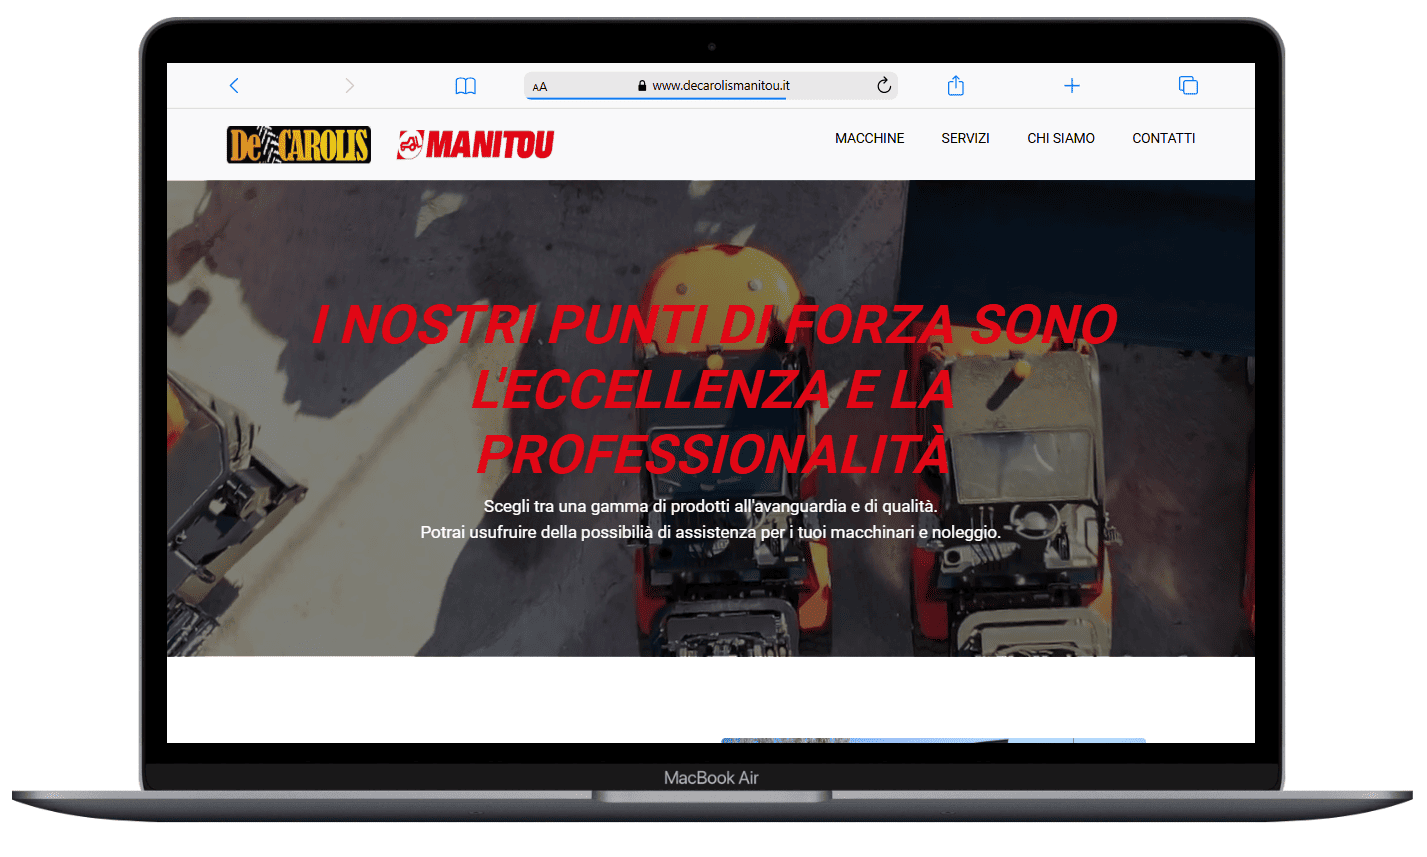 AA www.decarolismanitou.it
De CAROLIS MANITOU MACCHINE SERVIZI CHI SIAMO CONTATTI
I NOSTRI PUNTI DI FORZA SONO
L'ECCELLENZA E LA
PROFESSIONALITÀ
Scegli tra una gamma di prodotti all'avanguardia e di qualità.
Potrai usufruire della possibilià di assistenza per i tuoi macchinari e noleggio.
MacBook Air